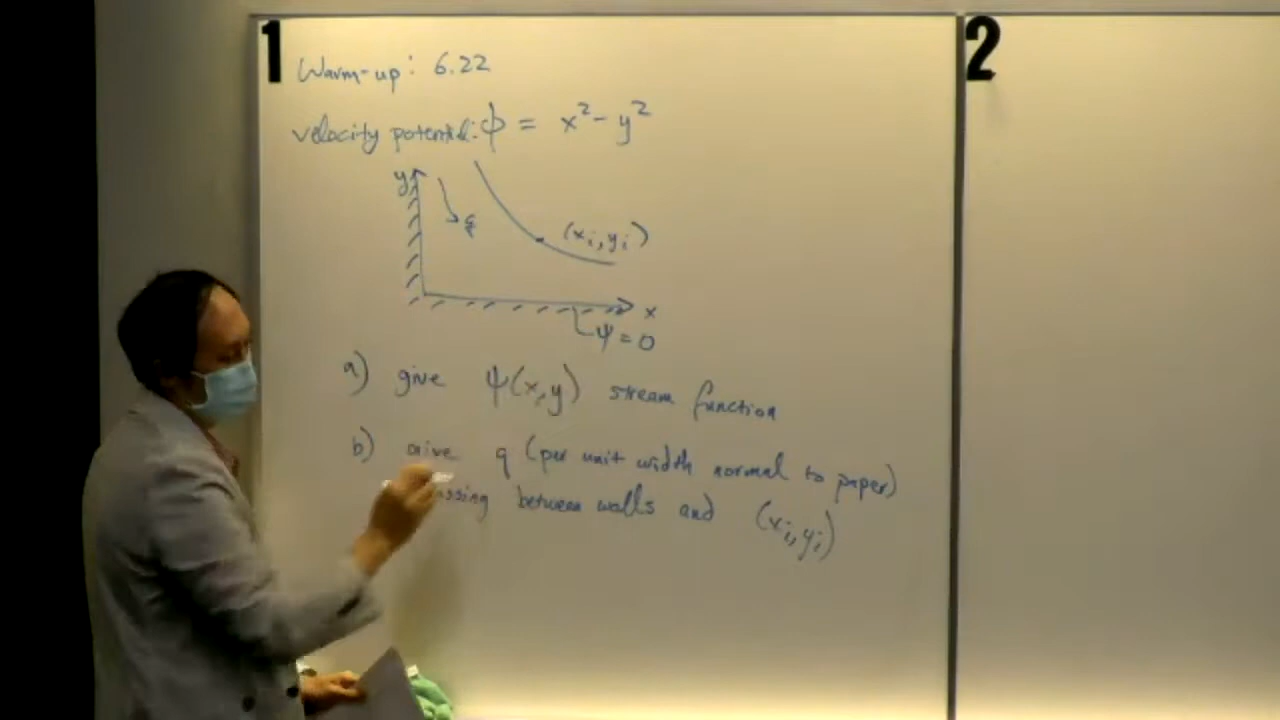 1
2
Warm-up: 6.22
velocity potential: ϕ = x² - y²
y
q
(xᵢ, yᵢ)
x
ψ = 0
a) give ψ(x,y) stream function
b) give q (per unit width normal to paper)
passing between walls and (xᵢ, yᵢ)